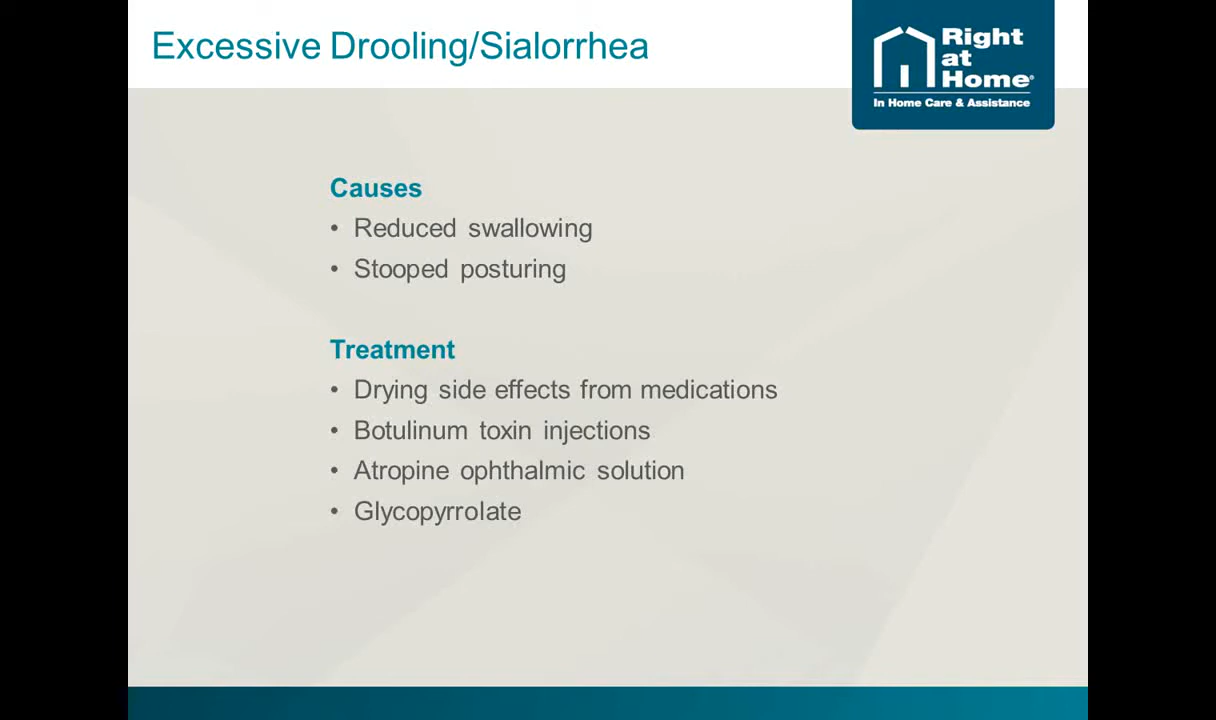 Excessive Drooling/Sialorrhea
Right
at
Home®
In Home Care & Assistance
Causes
• Reduced swallowing
• Stooped posturing
Treatment
• Drying side effects from medications
• Botulinum toxin injections
• Atropine ophthalmic solution
• Glycopyrrolate